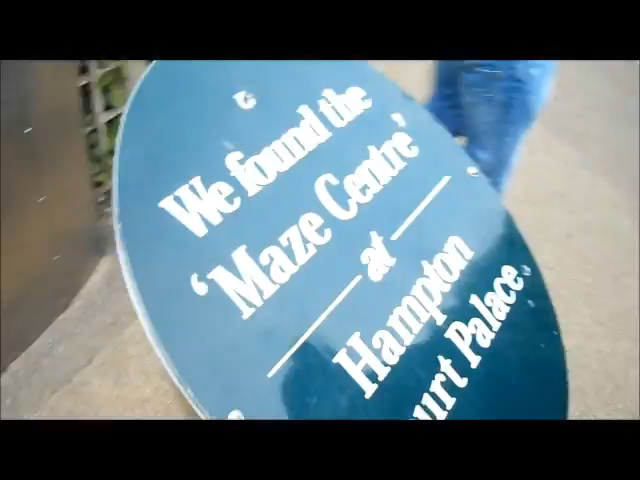 We found the
'Maze Centre'
at
Hampton
urt Palace